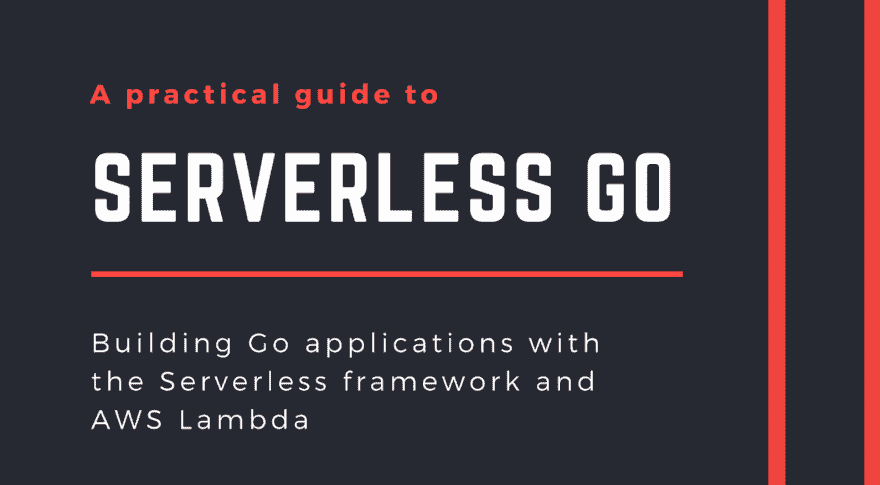 A practical guide to
SERVERLESS GO
Building Go applications with
the Serverless framework and
AWS Lambda